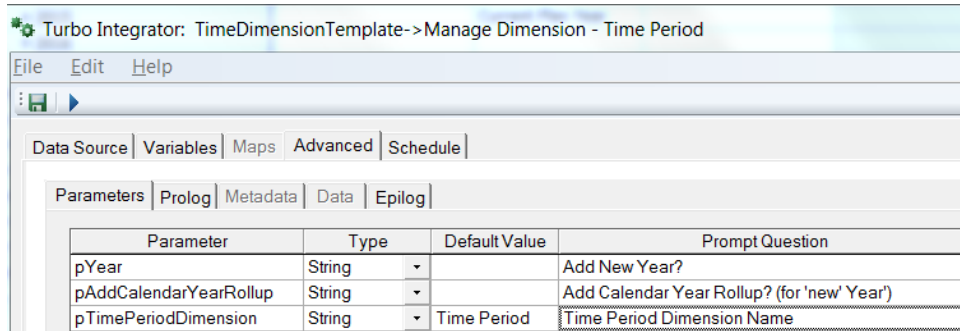 Turbo Integrator: TimeDimensionTemplate->Manage Dimension - Time Period
File Edit Help
Data Source Variables Maps Advanced Schedule
Parameters Prolog Metadata Data Epilog
Parameter Type Default Value Prompt Question
pYear String Add New Year?
pAddCalendarYearRollup String Add Calendar Year Rollup? (for 'new' Year')
pTimePeriodDimension String Time Period Time Period Dimension Name